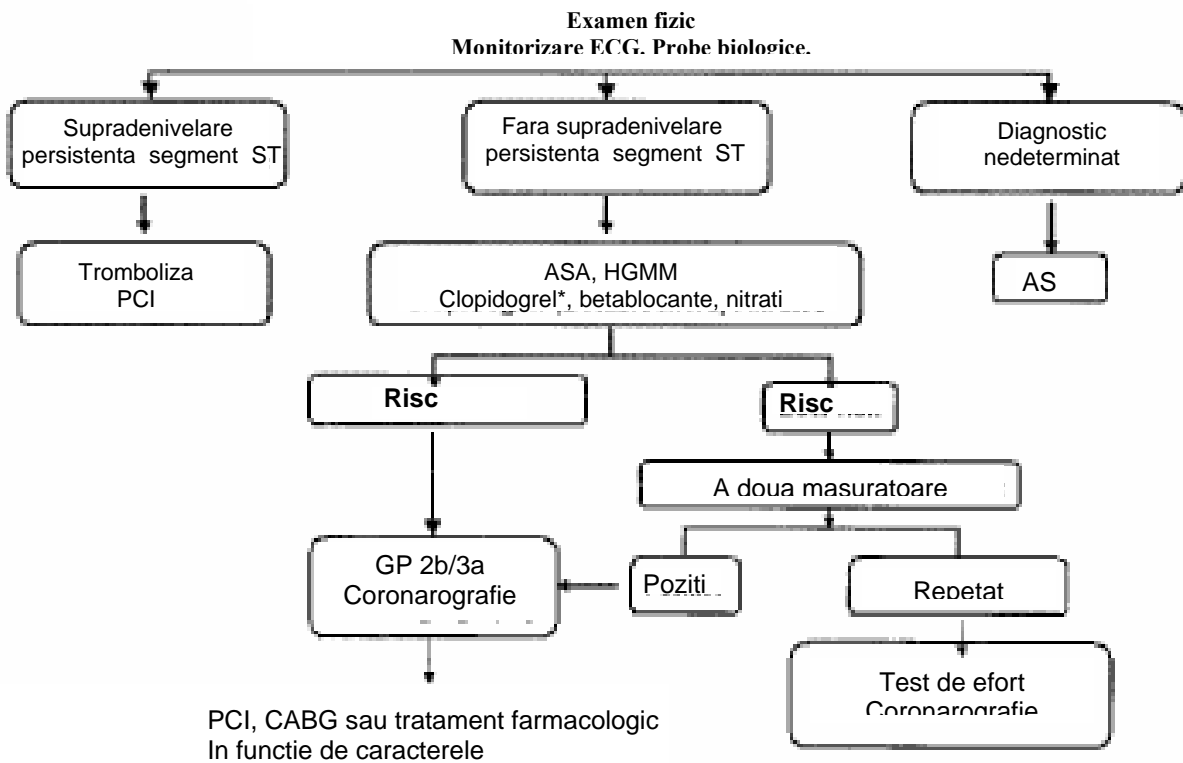 Examen fizic
Monitorizare ECG. Probe biologice.
Supradenivelare
persistenta segment ST
Fara supradenivelare
persistenta segment ST
Diagnostic
nedeterminat
Tromboliza
PCI
ASA, HGMM
Clopidogrel*, betablocante, nitrati
AS
Risc
Risc
A doua masuratoare
GP 2b/3a
Coronarografie
Poziti
Repetat
Test de efort
Coronarografie
PCI, CABG sau tratament farmacologic
In functie de caracterele